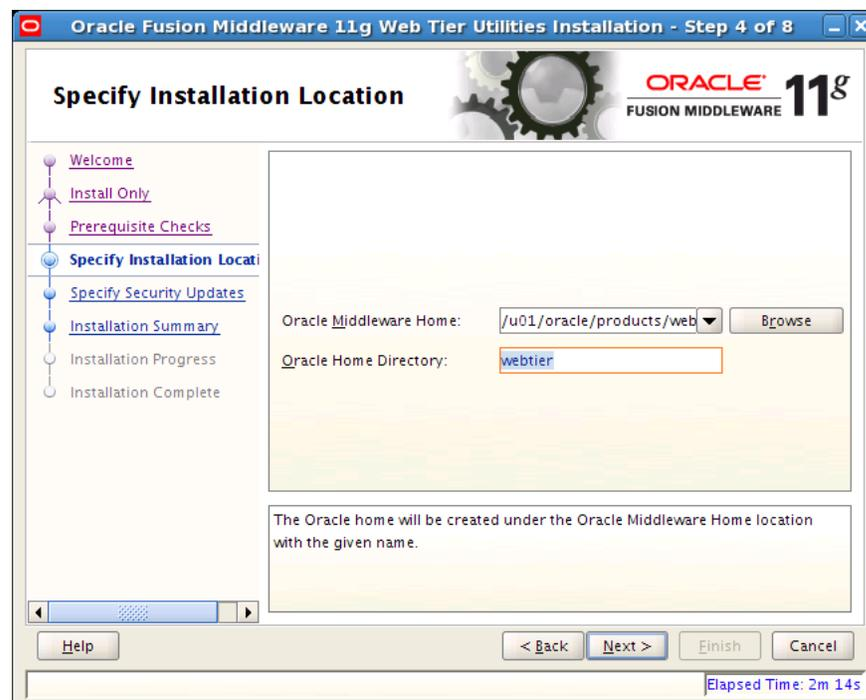 Oracle Fusion Middleware 11g Web Tier Utilities Installation - Step 4 of 8
Specify Installation Location
ORACLE
FUSION MIDDLEWARE
11g
Welcome
Install Only
Prerequisite Checks
Specify Installation Locati
Specify Security Updates
Installation Summary
Installation Progress
Installation Complete
Oracle Middleware Home:
/u01/oracle/products/web
Browse
Oracle Home Directory:
webtier
The Oracle home will be created under the Oracle Middleware Home location
with the given name.
Help
< Back
Next >
Finish
Cancel
Elapsed Time: 2m 14s